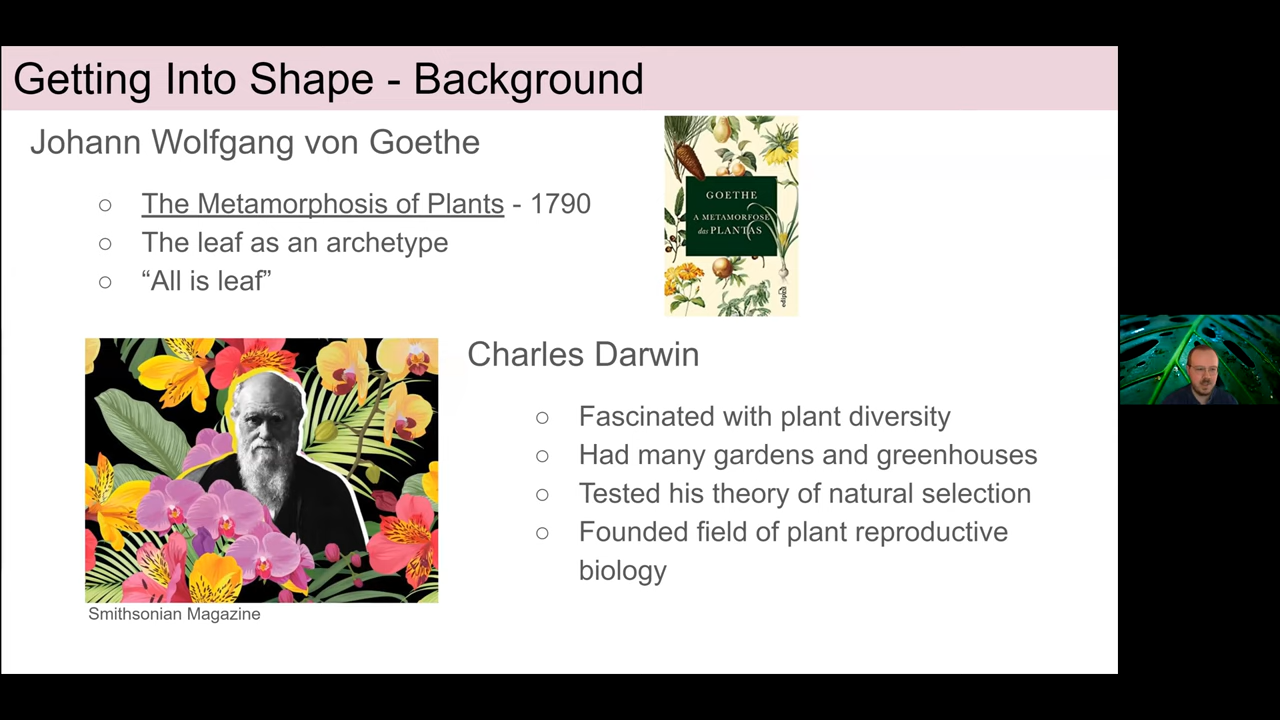 Getting Into Shape - Background
Johann Wolfgang von Goethe
○ The Metamorphosis of Plants - 1790
○ The leaf as an archetype
○ “All is leaf”
GOETHE
A METAMORFOSE
das PLANTAS
edipro
Charles Darwin
○ Fascinated with plant diversity
○ Had many gardens and greenhouses
○ Tested his theory of natural selection
○ Founded field of plant reproductive
biology
Smithsonian Magazine